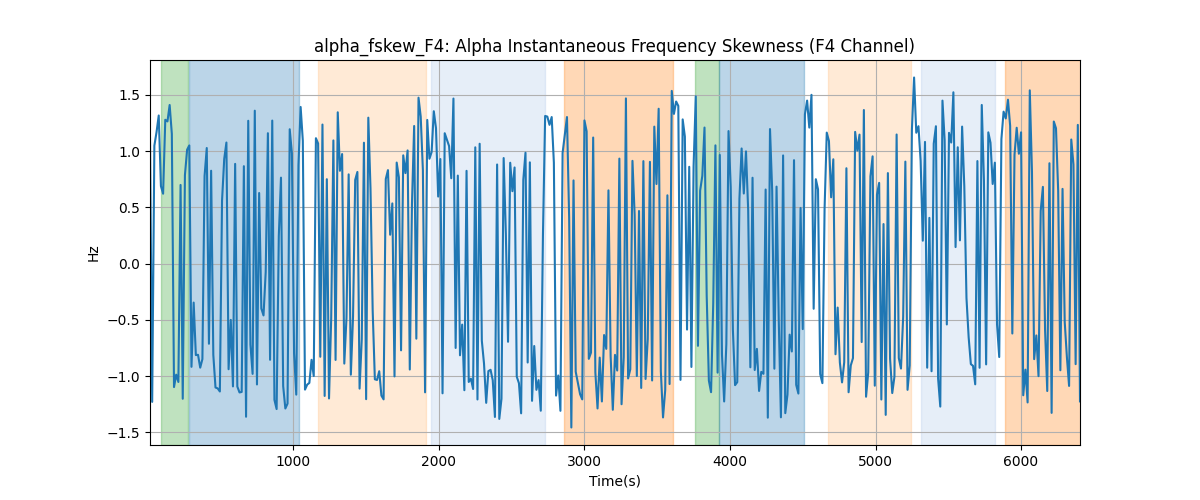 alpha_fskew_F4: Alpha Instantaneous Frequency Skewness (F4 Channel)
1.5
1.0
0.5
0.0
−0.5
−1.0
−1.5
Hz
1000 2000 3000 4000 5000 6000
Time(s)